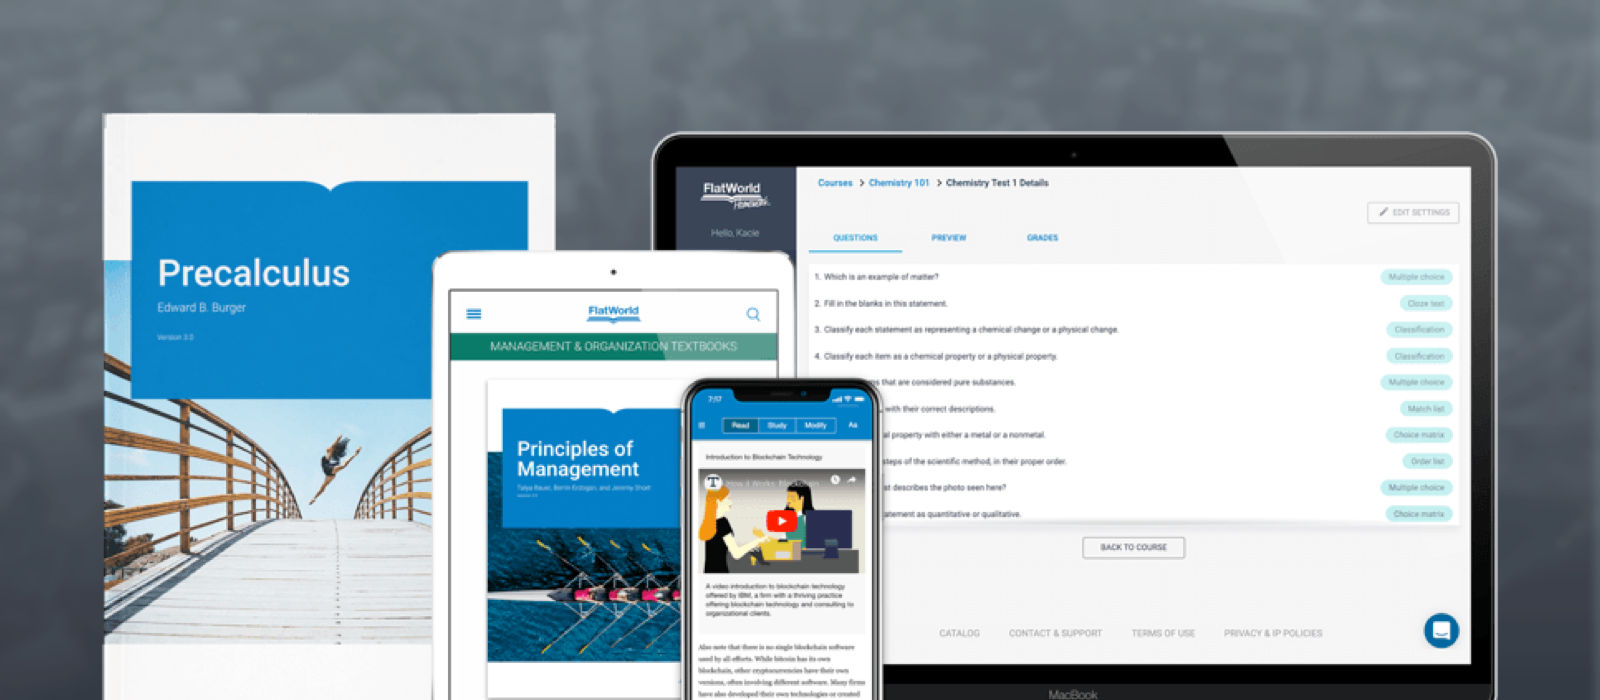 Precalculus
Edward B. Burger
Version 3.0
FlatWorld
MANAGEMENT & ORGANIZATION TEXTBOOKS
Principles of
Management
Talya Bauer, Berrin Erdogan, and Jeremy Short
7:57
Read Study Modify Aa
Introduction to Blockchain Technology
T How it Works: Blockchain
A video introduction to blockchain technology
offered by IBM, a firm with a thriving practice
offering blockchain technology and consulting to
organizational clients.
Also note that there is no single blockchain software
used by all efforts. While bitcoin has its own
blockchain, other cryptocurrencies have their own
versions, often involving different software. Many firms
have also developed their own technologies or created
FlatWorld
Homework
Hello, Kacie
Courses > Chemistry 101 > Chemistry Test 1 Details
EDIT SETTINGS
QUESTIONS PREVIEW GRADES
1. Which is an example of matter? Multiple choice
2. Fill in the blanks in this statement. Cloze text
3. Classify each statement as representing a chemical change or a physical change. Classification
4. Classify each item as a chemical property or a physical property. Classification
that are considered pure substances. Multiple choice
with their correct descriptions. Match list
property with either a metal or a nonmetal. Choice matrix
steps of the scientific method, in their proper order. Order list
describes the photo seen here? Multiple choice
as quantitative or qualitative. Choice matrix
BACK TO COURSE
CATALOG CONTACT & SUPPORT TERMS OF USE PRIVACY & IP POLICIES
MacBook